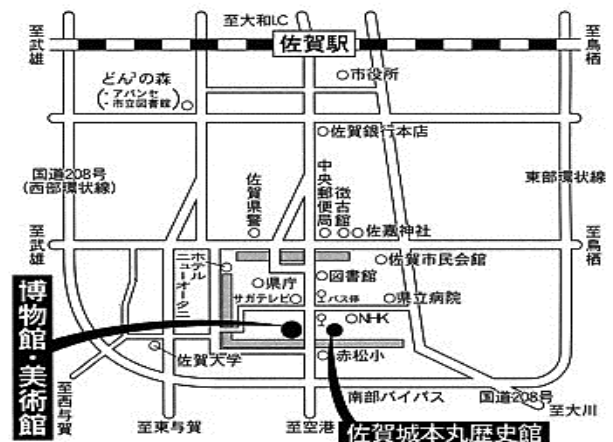 至大和LC
至武雄
佐賀駅
至鳥栖
市役所
どん3の森
(・アバンセ
・市立図書館)
佐賀銀行本店
国道208号
(西部環状線)
佐賀県警
中央郵便局
徴古館
佐嘉神社
東部環状線
至武雄
至鳥栖
ホテル
ニューオータニ
佐賀市民会館
図書館
県庁
サガテレビ
バス停
県立病院
NHK
博物館・美術館
佐賀大学
赤松小
至西与賀
南部バイパス
国道208号
至大川
至東与賀
至空港
佐賀城本丸歴史館